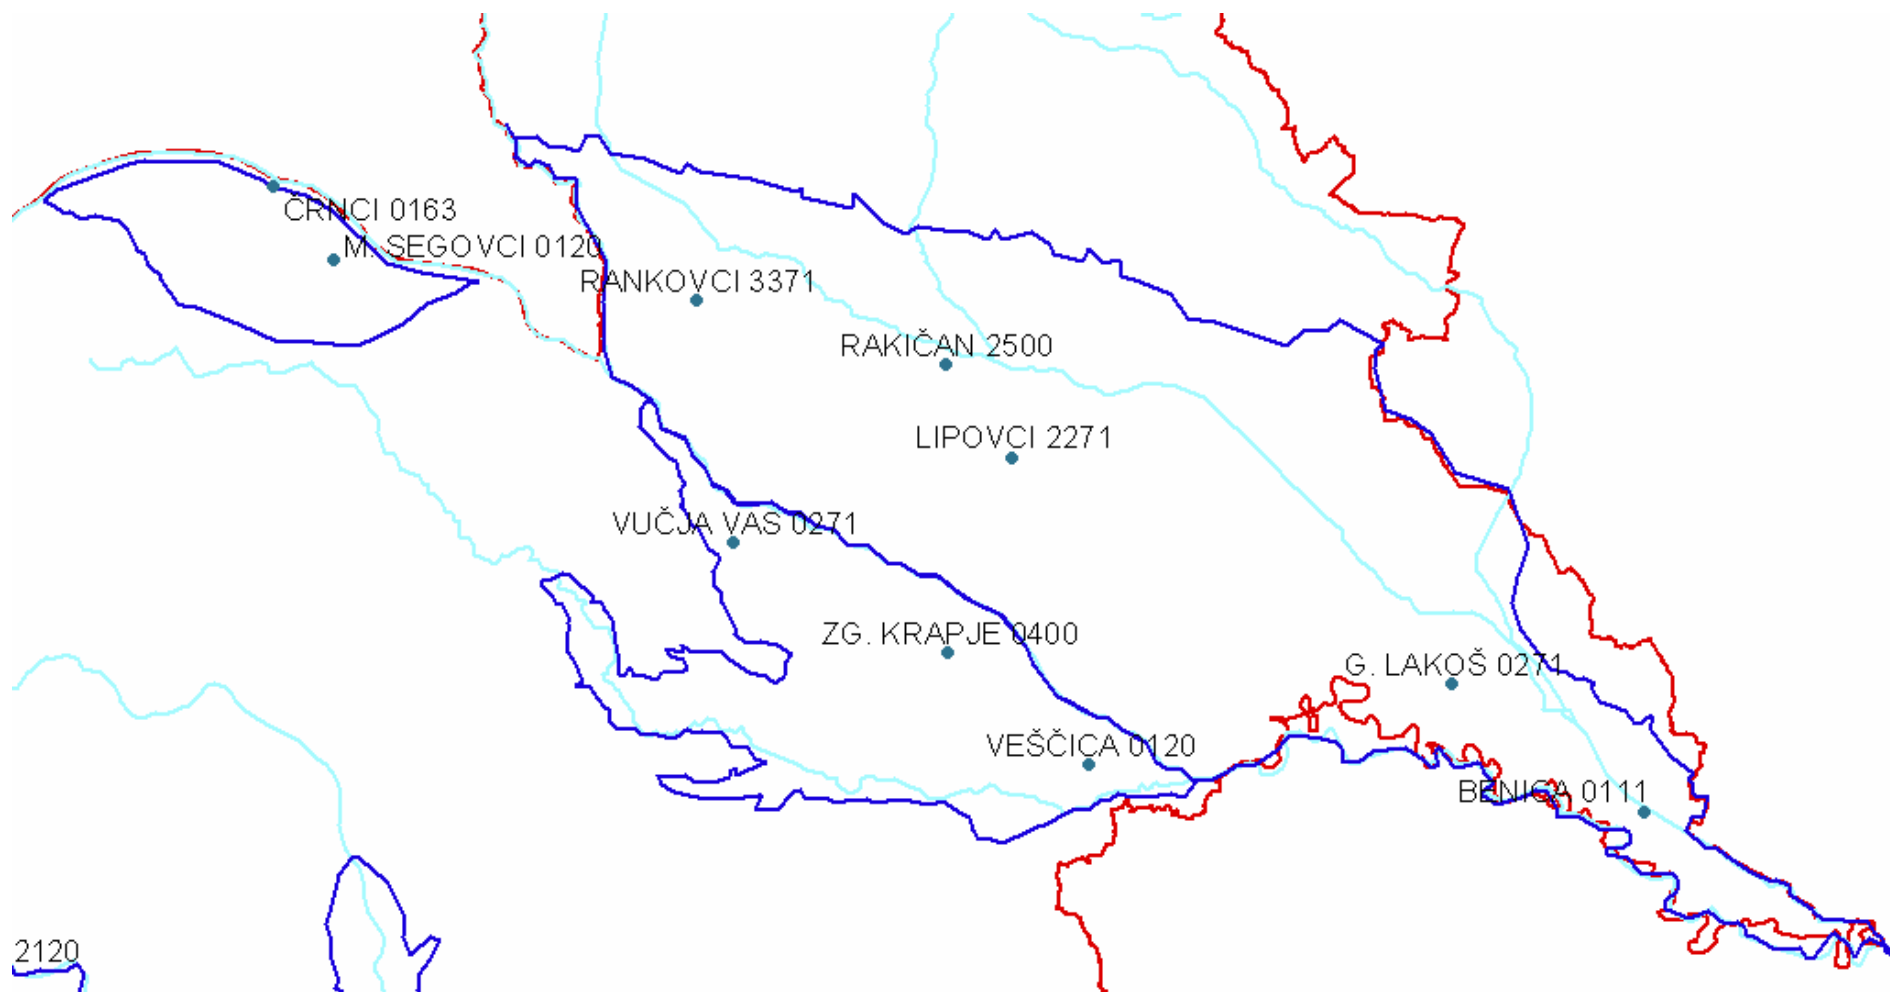 ČRNCI 0163
M. SEGOVCI 0120
RANKOVCI 3371
RAKIČAN 2500
LIPOVCI 2271
VUČJA VAS 0271
ZG. KRAPJE 0400
G. LAKOŠ 0271
VEŠČICA 0120
BENICA 0111
2120